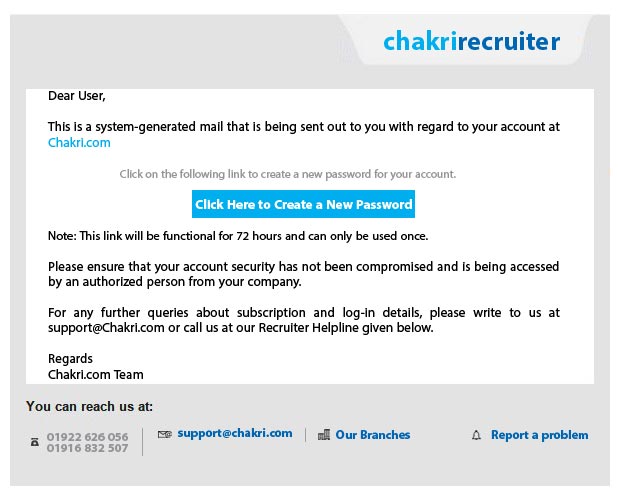 chakrirecruiter
Dear User,
This is a system-generated mail that is being sent out to you with regard to your account at
Chakri.com
Click on the following link to create a new password for your account.
Click Here to Create a New Password
Note: This link will be functional for 72 hours and can only be used once.
Please ensure that your account security has not been compromised and is being accessed
by an authorized person from your company.
For any further queries about subscription and log-in details, please write to us at
support@Chakri.com or call us at our Recruiter Helpline given below.
Regards
Chakri.com Team
You can reach us at:
01922 626 056
01916 832 507
support@chakri.com
Our Branches
Report a problem